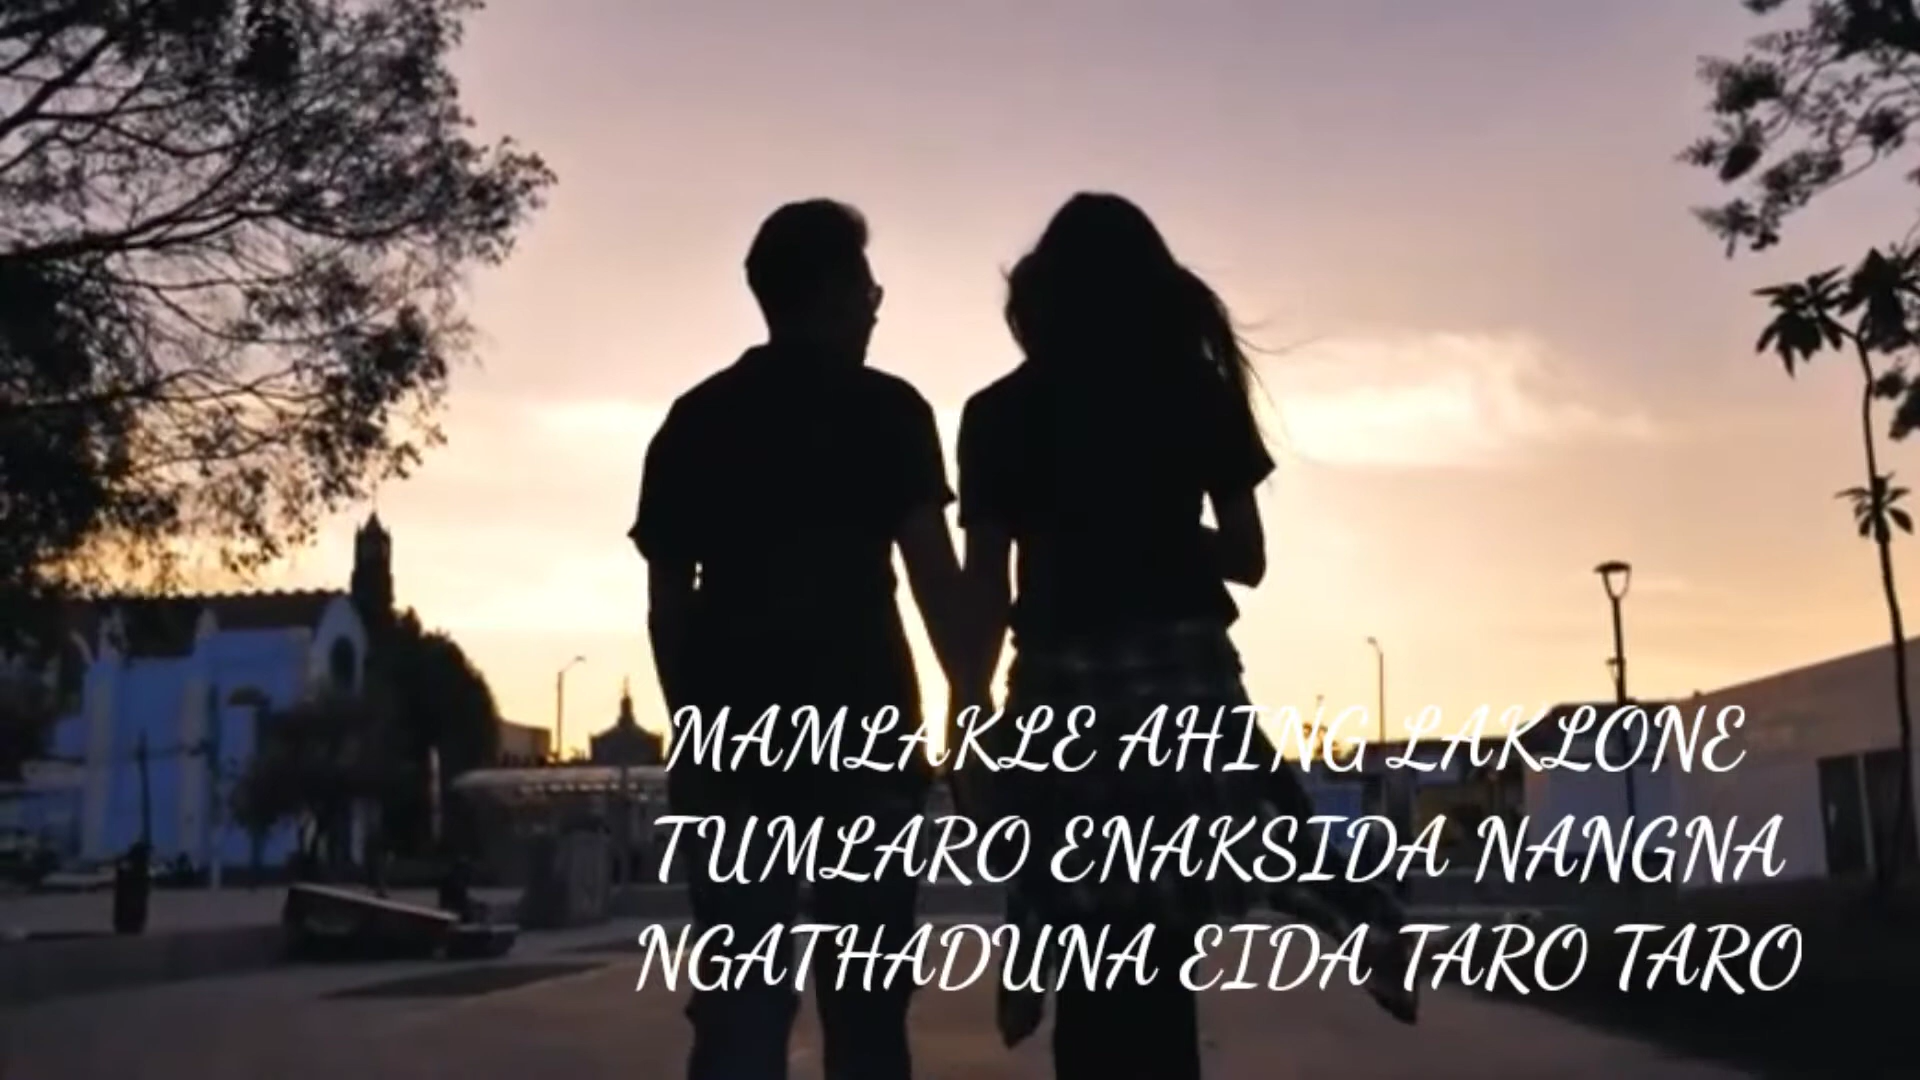 MAMLAKLE AHING LAKLONE
TUMLARO ENAKSIDA NANGNA
NGATHADUNA EIDA TARO TARO